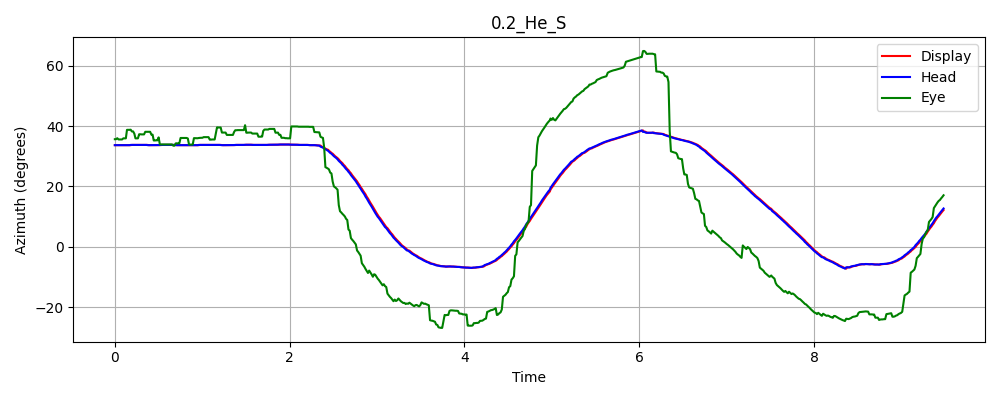 0.2_He_S
Azimuth (degrees)
60
40
20
0
−20
0 2 4 6 8
Time
Display
Head
Eye